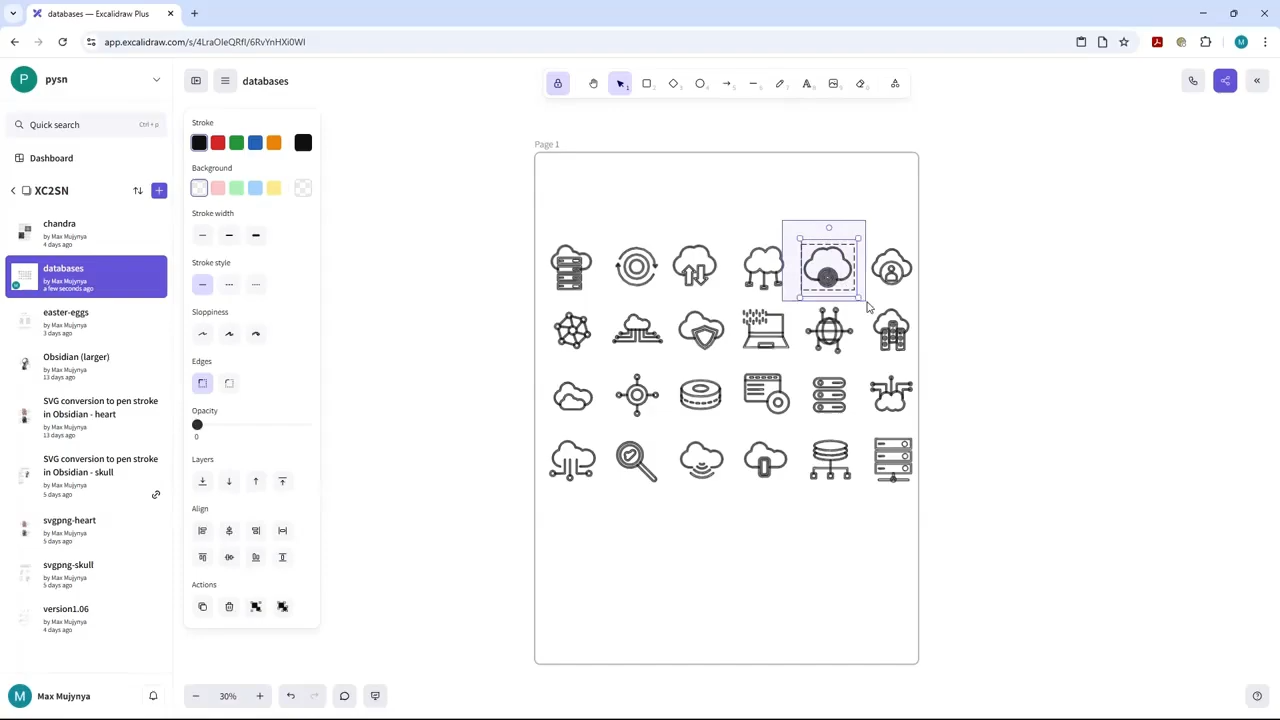 databases — Excalidraw Plus
app.excalidraw.com/s/4LraOIeQRfI/6RvYnHXi0WI
M
P
pysn
databases
Quick search
Ctrl + p
Dashboard
XC2SN
chandra
by Max Mujynya
4 days ago
databases
by Max Mujynya
a few seconds ago
easter-eggs
by Max Mujynya
3 days ago
Obsidian (larger)
by Max Mujynya
13 days ago
SVG conversion to pen stroke
in Obsidian - heart
by Max Mujynya
13 days ago
SVG conversion to pen stroke
in Obsidian - skull
by Max Mujynya
5 days ago
svgpng-heart
by Max Mujynya
5 days ago
svgpng-skull
by Max Mujynya
5 days ago
version1.06
by Max Mujynya
4 days ago
M
Max Mujynya
Stroke
Background
Stroke width
Stroke style
Sloppiness
Edges
Opacity
0
Layers
Align
Actions
30%
Page 1